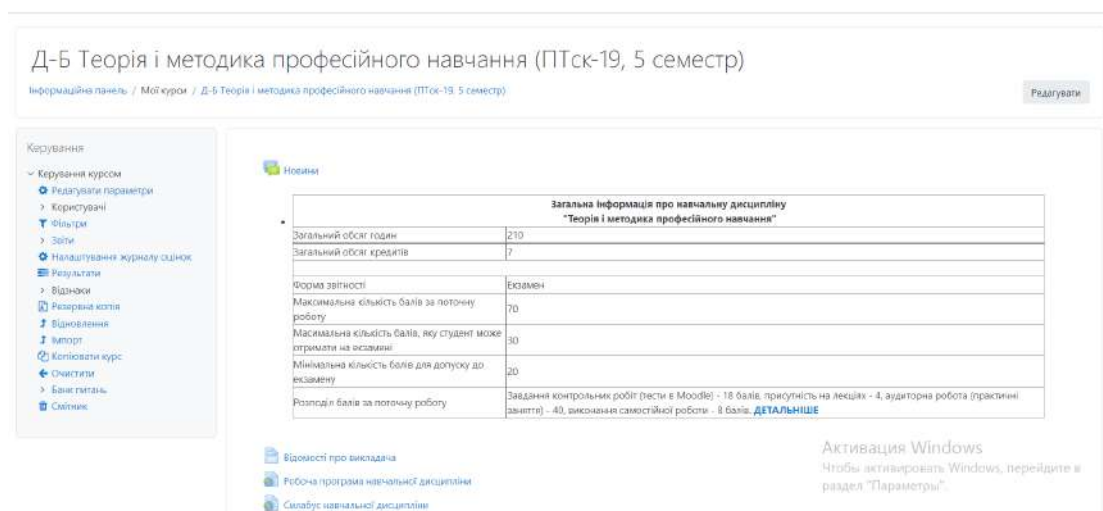 Д-Б Теорія і методика професійного навчання (ПТск-19, 5 семестр)
Інформаційна панель / Мої курси / Д-Б Теорія і методика професійного навчання (ПТск-19, 5 семестр)
Редагувати
Керування
Керування курсом
Редагувати параметри
Користувачі
Фільтри
Звіти
Налаштування журналу оцінок
Результати
Відзнаки
Резервна копія
Відновлення
Імпорт
Копіювати курс
Очистити
Банк питань
Смітник
Новини
Загальна інформація про навчальну дисципліну
"Теорія і методика професійного навчання"
Загальний обсяг годин 210
Загальний обсяг кредитів 7
Форма звітності Екзамен
Максимальна кількість балів за поточну
роботу 70
Масимальна кількість балів, яку студент може
отримати на екзамені 30
Мінімальна кількість балів для допуску до
екзамену 20
Розподіл балів за поточну роботу
Завдання контрольних робіт (тести в Moodle) - 18 балів, присутність на лекціях - 4, аудиторна робота (практичні
заняття) - 40, виконання самостійної роботи - 8 балів. ДЕТАЛЬНІШЕ
Відомості про викладача
Робоча програма навчальної дисципліни
Силабус навчальної дисципліни
Активация Windows
Чтобы активировать Windows, перейдите в
раздел "Параметры".